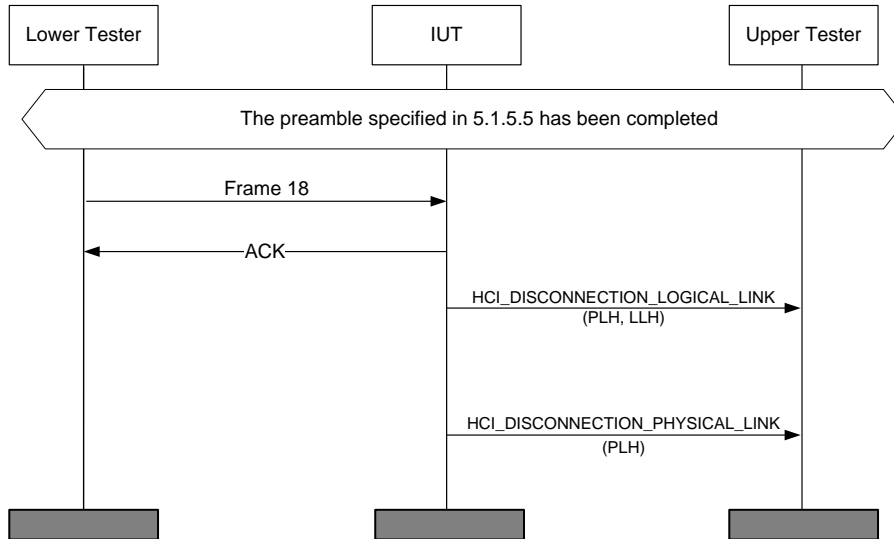 Lower Tester
IUT
Upper Tester
The preamble specified in 5.1.5.5 has been completed
Frame 18
ACK
HCI_DISCONNECTION_LOGICAL_LINK
(PLH, LLH)
HCI_DISCONNECTION_PHYSICAL_LINK
(PLH)